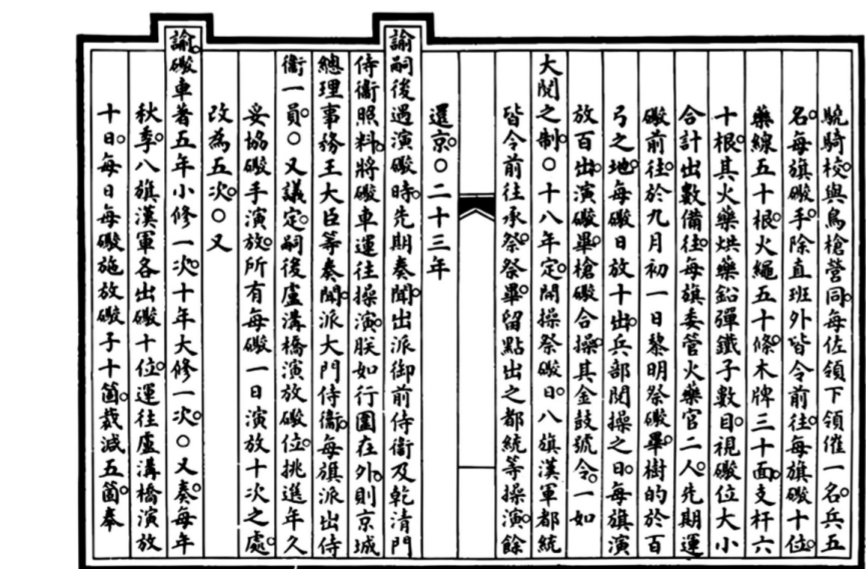 驍騎校與鳥槍營同每佐領下領催一名兵五
名每旗礮手除直班外皆令前往每旗礮十位
藥線五十根火繩五十條木牌三十面支杆六
十根其火藥烘藥鉛彈鐵子數目視礮位大小
合計出數備往每旗委管火藥官二人先期運
礮前往於九月初一日黎明祭礮畢樹的於百
弓之地每礮日放十出兵部閱操之日每旗演
放百出演礮畢槍礮合操其金鼓號令一如
大閱之制○十八年定開操祭礮日八旗漢軍都統
皆令前往承祭祭畢留點出之都統等操演餘
還京○二十三年
諭嗣後遇演礮時先期奏聞出派御前侍衞及乾清門
侍衞照料將礮車運往操演朕如行圍在外則京城
總理事務王大臣等奏聞派大門侍衞每旗派出侍
衞一員○又議定嗣後盧溝橋演放礮位挑進年久
妥協礮手演放所有每礮一日演放十次之處
改為五次○又
諭礮車著五年小修一次十年大修一次○又奏每年
秋季八旗漢軍各出礮十位運往盧溝橋演放
十日每日每礮施放礮子十箇裁減五箇奉